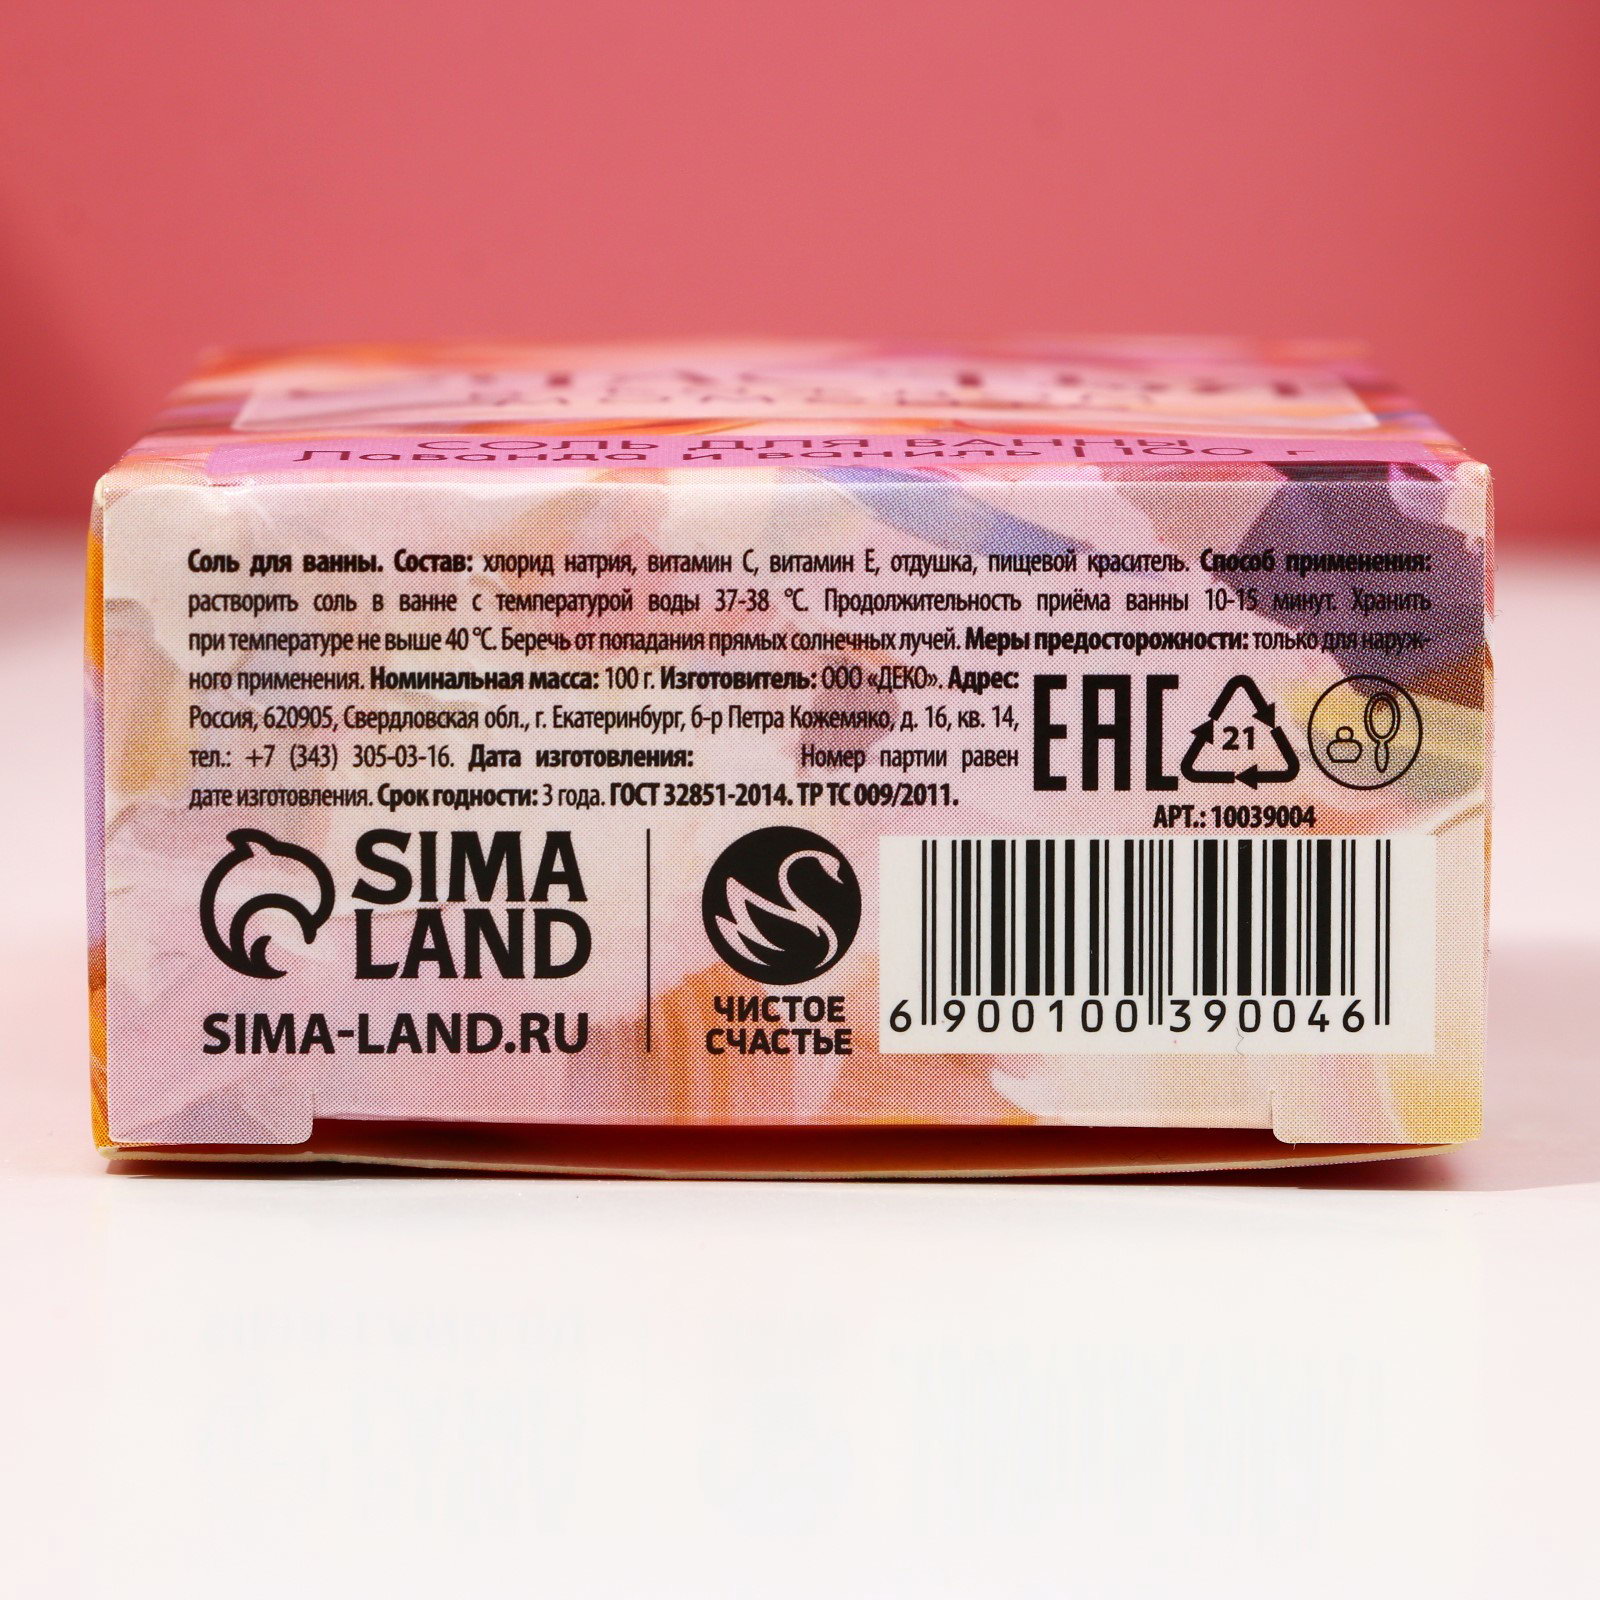 СОЛЬ ДЛЯ ВАННЫ
Лаванда и ваниль | 100 г
Соль для ванны. Состав: хлорид натрия, витамин С, витамин Е, отдушка, пищевой краситель. Способ применения:
растворить соль в ванне с температурой воды 37-38 °С. Продолжительность приёма ванны 10-15 минут. Хранить
при температуре не выше 40 °С. Беречь от попадания прямых солнечных лучей. Меры предосторожности: только для наруж-
ного применения. Номинальная масса: 100 г. Изготовитель: ООО «ДЕКО». Адрес:
Россия, 620905, Свердловская обл., г. Екатеринбург, б-р Петра Кожемяко, д. 16, кв. 14,
тел.: +7 (343) 305-03-16. Дата изготовления: Номер партии равен
дате изготовления. Срок годности: 3 года. ГОСТ 32851-2014. ТР ТС 009/2011.
EAC
21
АРТ.: 10039004
SIMA
LAND
SIMA-LAND.RU
ЧИСТОЕ
СЧАСТЬЕ
6 900100 390046